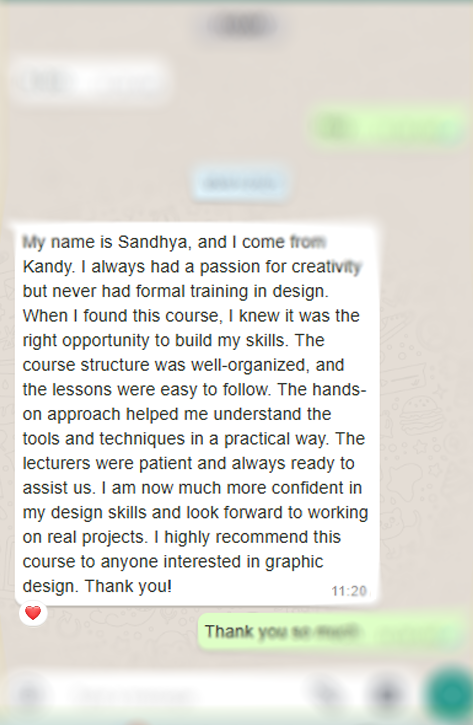 My name is Sandhya, and I come from
Kandy. I always had a passion for creativity
but never had formal training in design.
When I found this course, I knew it was the
right opportunity to build my skills. The
course structure was well-organized, and
the lessons were easy to follow. The hands-
on approach helped me understand the
tools and techniques in a practical way. The
lecturers were patient and always ready to
assist us. I am now much more confident in
my design skills and look forward to working
on real projects. I highly recommend this
course to anyone interested in graphic
design. Thank you!
11:20
Thank you so much